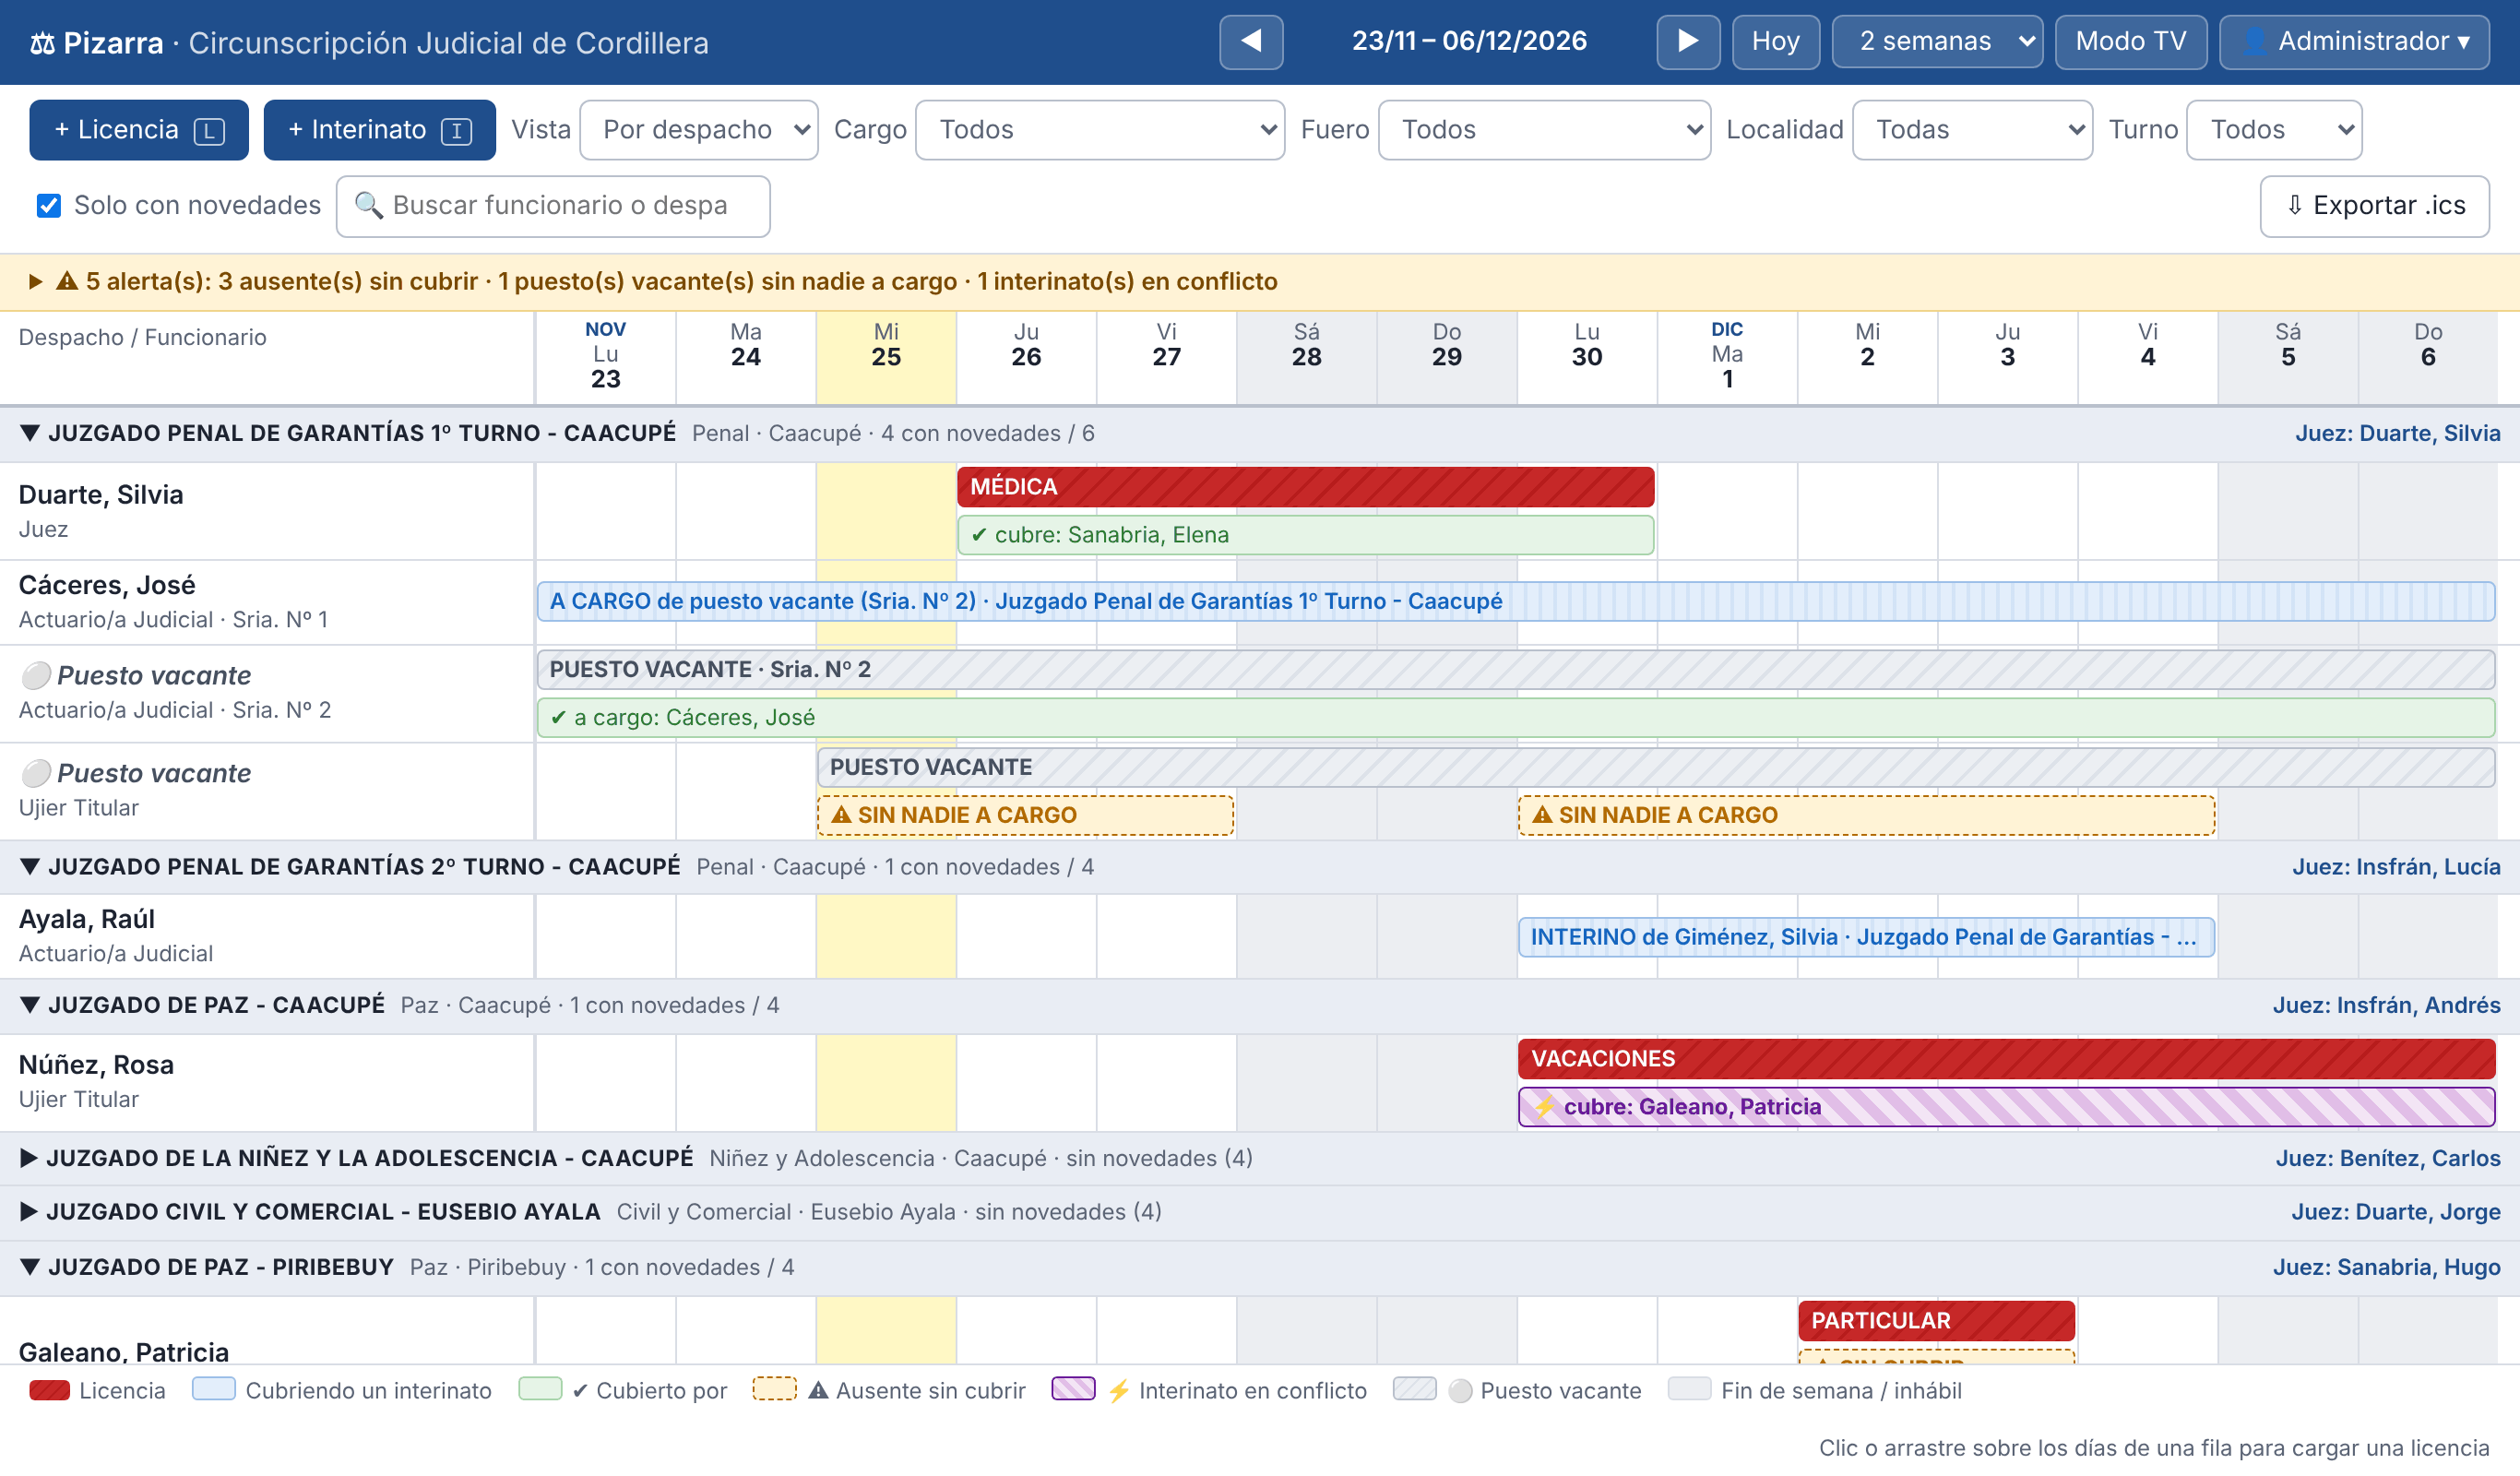 ⚖ Pizarra · Circunscripción Judicial de Cordillera
◀ 23/11 – 06/12/2026 ▶ Hoy 2 semanas Modo TV 👤 Administrador ▾
+ Licencia L + Interinato I Vista Por despacho Cargo Todos Fuero Todos Localidad Todas Turno Todos
Solo con novedades 🔍 Buscar funcionario o despa ⇩ Exportar .ics
▶ ⚠ 5 alerta(s): 3 ausente(s) sin cubrir · 1 puesto(s) vacante(s) sin nadie a cargo · 1 interinato(s) en conflicto
Despacho / Funcionario
NOV Lu 23
Ma 24
Mi 25
Ju 26
Vi 27
Sá 28
Do 29
Lu 30
DIC Ma 1
Mi 2
Ju 3
Vi 4
Sá 5
Do 6
▼ JUZGADO PENAL DE GARANTÍAS 1º TURNO - CAACUPÉ Penal · Caacupé · 4 con novedades / 6 Juez: Duarte, Silvia
Duarte, Silvia
Juez
MÉDICA
✔ cubre: Sanabria, Elena
Cáceres, José
Actuario/a Judicial · Sria. Nº 1
A CARGO de puesto vacante (Sria. Nº 2) · Juzgado Penal de Garantías 1º Turno - Caacupé
⚪ Puesto vacante
Actuario/a Judicial · Sria. Nº 2
PUESTO VACANTE · Sria. Nº 2
✔ a cargo: Cáceres, José
⚪ Puesto vacante
Ujier Titular
PUESTO VACANTE
⚠ SIN NADIE A CARGO ⚠ SIN NADIE A CARGO
▼ JUZGADO PENAL DE GARANTÍAS 2º TURNO - CAACUPÉ Penal · Caacupé · 1 con novedades / 4 Juez: Insfrán, Lucía
Ayala, Raúl
Actuario/a Judicial
INTERINO de Giménez, Silvia · Juzgado Penal de Garantías - ...
▼ JUZGADO DE PAZ - CAACUPÉ Paz · Caacupé · 1 con novedades / 4 Juez: Insfrán, Andrés
Núñez, Rosa
Ujier Titular
VACACIONES
⚡ cubre: Galeano, Patricia
▶ JUZGADO DE LA NIÑEZ Y LA ADOLESCENCIA - CAACUPÉ Niñez y Adolescencia · Caacupé · sin novedades (4) Juez: Benítez, Carlos
▶ JUZGADO CIVIL Y COMERCIAL - EUSEBIO AYALA Civil y Comercial · Eusebio Ayala · sin novedades (4) Juez: Duarte, Jorge
▼ JUZGADO DE PAZ - PIRIBEBUY Paz · Piribebuy · 1 con novedades / 4 Juez: Sanabria, Hugo
Galeano, Patricia
PARTICULAR
⚠ SIN CUBRIR
Licencia Cubriendo un interinato ✔ Cubierto por ⚠ Ausente sin cubrir ⚡ Interinato en conflicto ⚪ Puesto vacante Fin de semana / inhábil
Clic o arrastre sobre los días de una fila para cargar una licencia